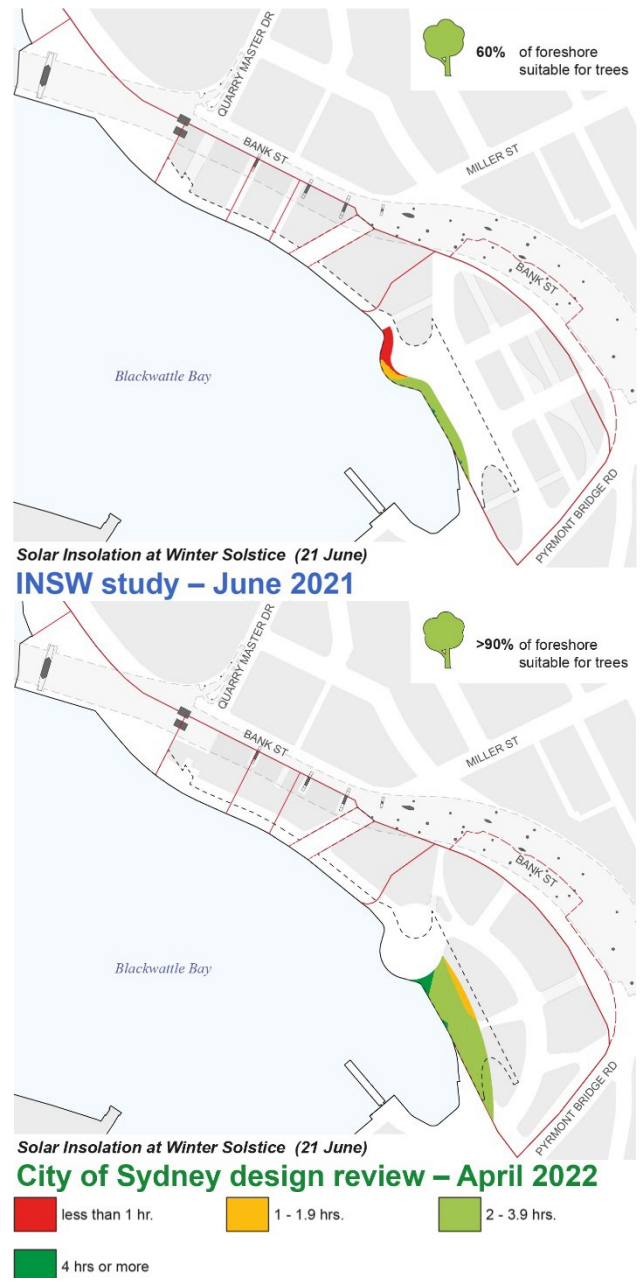 60% of foreshore
suitable for trees
QUARRY MASTER DR
BANK ST
MILLER ST
BANK ST
Blackwattle Bay
PYRMONT BRIDGE RD
Solar Insolation at Winter Solstice (21 June)
INSW study – June 2021
>90% of foreshore
suitable for trees
QUARRY MASTER DR
BANK ST
MILLER ST
BANK ST
Blackwattle Bay
PYRMONT BRIDGE RD
Solar Insolation at Winter Solstice (21 June)
City of Sydney design review – April 2022
less than 1 hr.
1 - 1.9 hrs.
2 - 3.9 hrs.
4 hrs or more